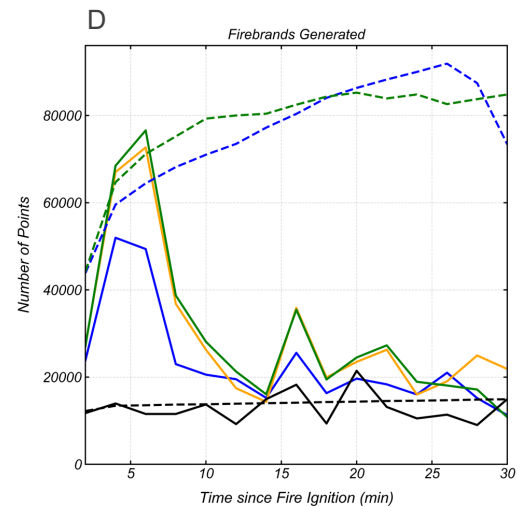 D
Firebrands Generated
Number of Points
80000
60000
40000
20000
0
5 10 15 20 25 30
Time since Fire Ignition (min)